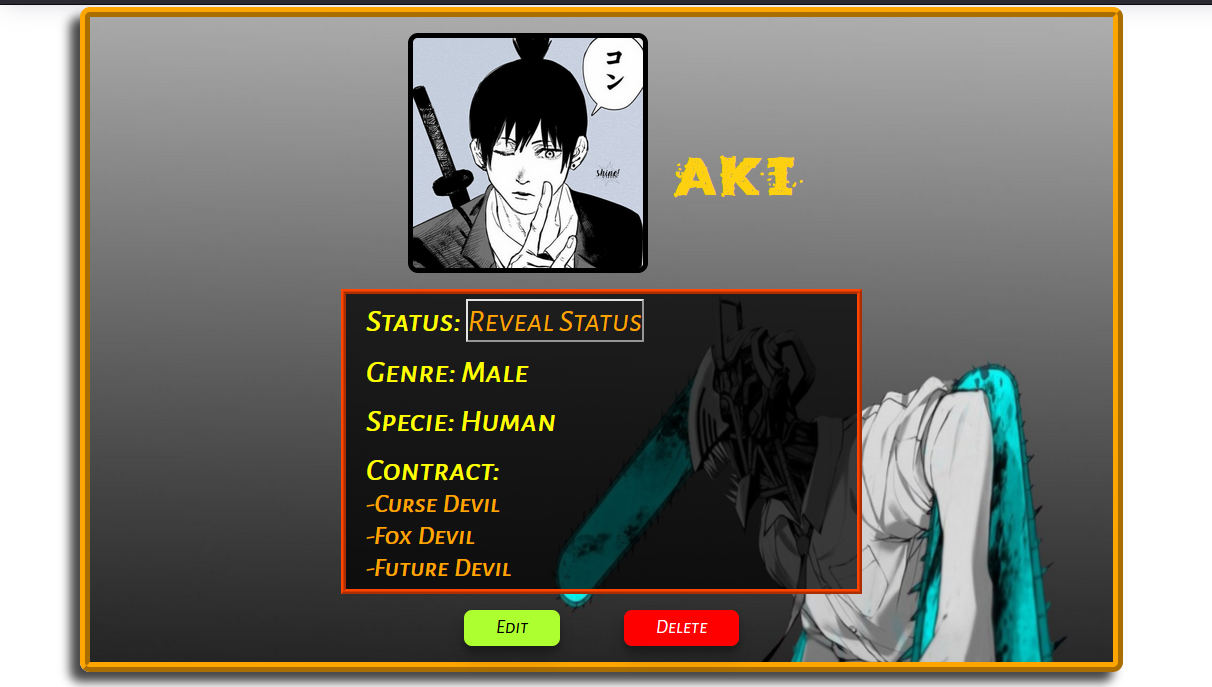 コン
shine!
AKI
Status: Reveal Status
Genre: Male
Specie: Human
Contract:
-Curse Devil
-Fox Devil
-Future Devil
Edit
Delete